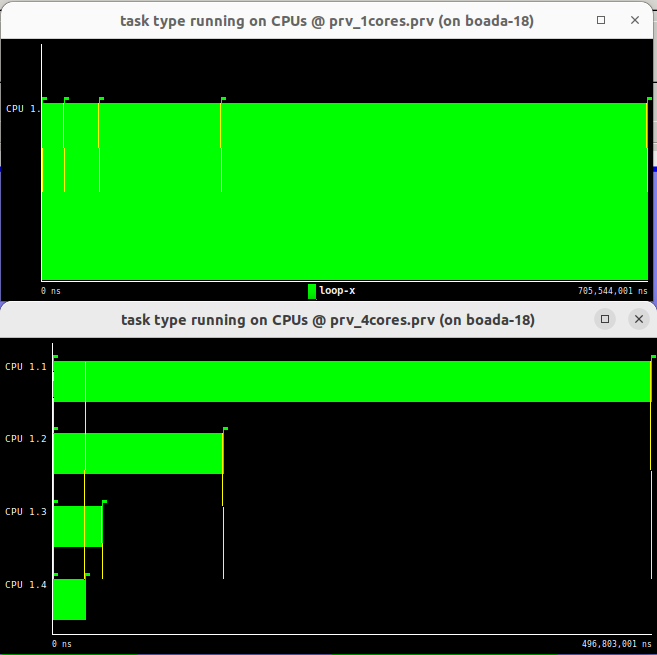 task type running on CPUs @ prv_1cores.prv (on boada-18)
CPU 1.
0 ns
loop-x
705,544,001 ns
task type running on CPUs @ prv_4cores.prv (on boada-18)
CPU 1.1
CPU 1.2
CPU 1.3
CPU 1.4
0 ns
496,803,001 ns